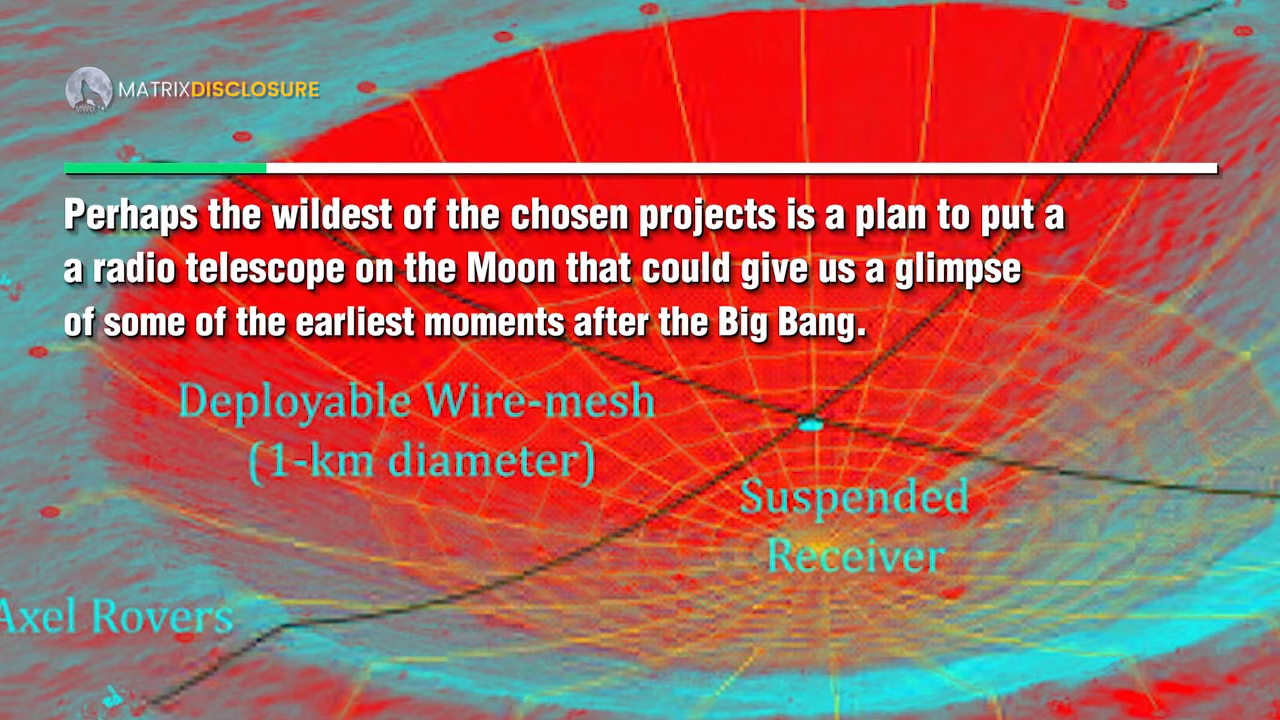 MATRIXDISCLOSURE
Perhaps the wildest of the chosen projects is a plan to put a
a radio telescope on the Moon that could give us a glimpse
of some of the earliest moments after the Big Bang.
Deployable Wire-mesh
(1-km diameter)
Suspended
Receiver
Axel Rovers